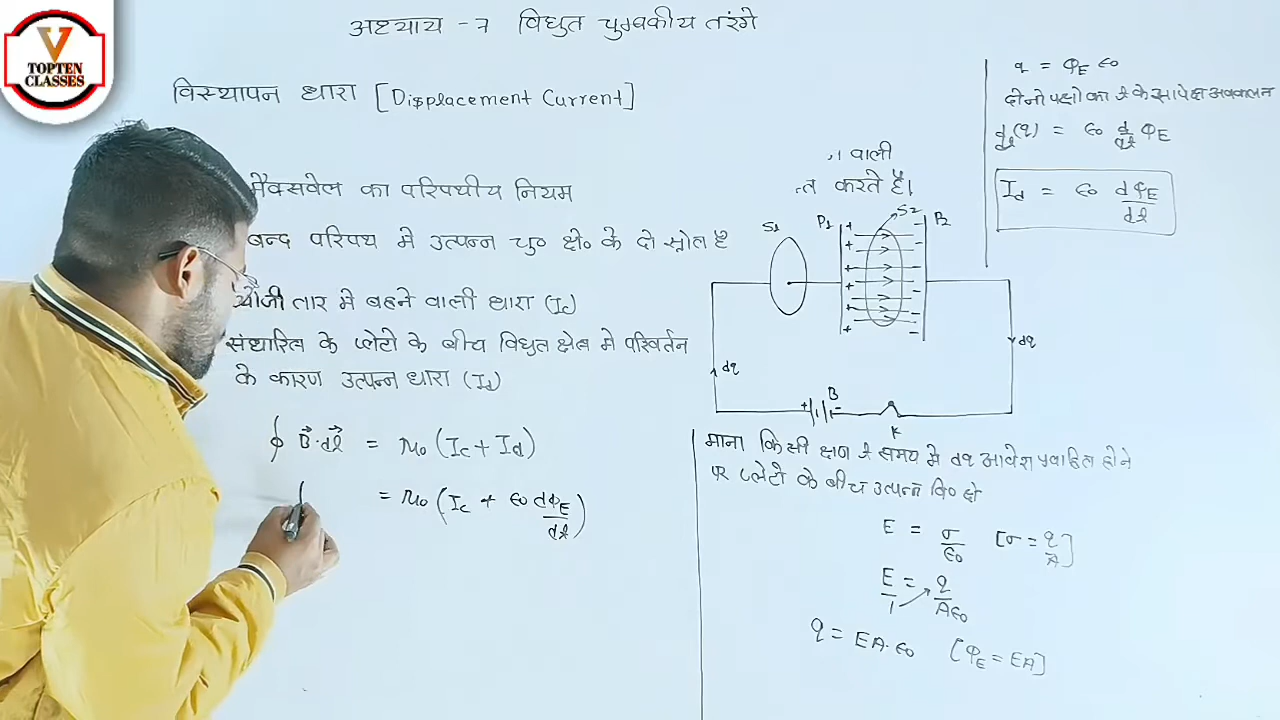 TOPTEN
CLASSES
अध्याय - 7 विधुत चुम्बकीय तरंगे
विस्थापन धारा [Displacement Current]
मैक्सवेल का परिपथीय नियम
बन्द परिपथ मे उत्पन्न चु० क्षे० के दो स्रोत है
तार मे बहने वाली धारा (Ic)
संधारित्र के प्लेटो के बीच विधुत क्षेत्र मे परिवर्तन
के कारण उत्पन्न धारा (Id)
∮ B⃗·dl⃗ = μ₀ (Ic + Id)
∮ = μ₀ (Ic + ε₀ dΦE/dt)
वाली
त करते है।
S1 P1 S2 P2
dq dq
+ B - K
माना किसी क्षण t समय मे dq आवेश प्रवाहित होने
पर प्लेटो के बीच उत्पन्न वि० हो
E = σ/ε₀ [σ = q/A]
E/1 = q/Aε₀
q = EA·ε₀ [ΦE = EA]
q = ΦE ε₀
दोनो पक्षो का t के सापेक्ष अवकलन
d/dt (q) = ε₀ d/dt ΦE
Id = ε₀ dΦE/dt